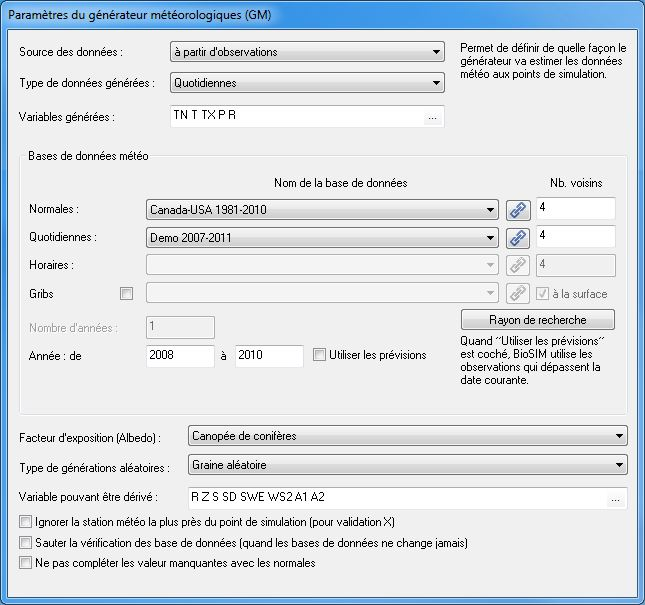 Paramètres du générateur météorologiques (GM)
Source des données :
à partir d'observations
Permet de définir de quelle façon le
générateur va estimer les données
météo aux points de simulation.
Type de données générées :
Quotidiennes
Variables générées :
TN T TX P R
...
Bases de données météo
Nom de la base de données
Nb. voisins
Normales :
Canada-USA 1981-2010
4
Quotidiennes :
Demo 2007-2011
4
Horaires :
4
Gribs
à la surface
Rayon de recherche
Nombre d'années :
1
Année : de
2008
à
2010
Utiliser les prévisions
Quand ´´Utiliser les prévisions´´
est coché, BioSIM utilise les
observations qui dépassent la
date courante.
Facteur d'exposition (Albedo) :
Canopée de conifères
Type de générations aléatoires :
Graine aléatoire
Variable pouvant être dérivé :
R Z S SD SWE WS2 A1 A2
...
Ignorer la station météo la plus près du point de simulation (pour validation X)
Sauter la vérification des base de données (quand les bases de données ne change jamais)
Ne pas compléter les valeur manquantes avec les normales